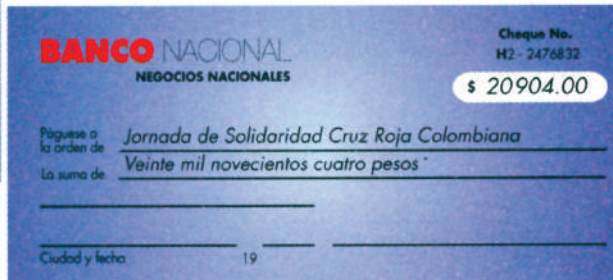 BANCO NACIONAL
NEGOCIOS NACIONALES
Cheque No.
H2 - 2476832
$ 20904.00
Páguese a la orden de Jornada de Solidaridad Cruz Roja Colombiana
La suma de Veinte mil novecientos cuatro pesos
Ciudad y fecha 19